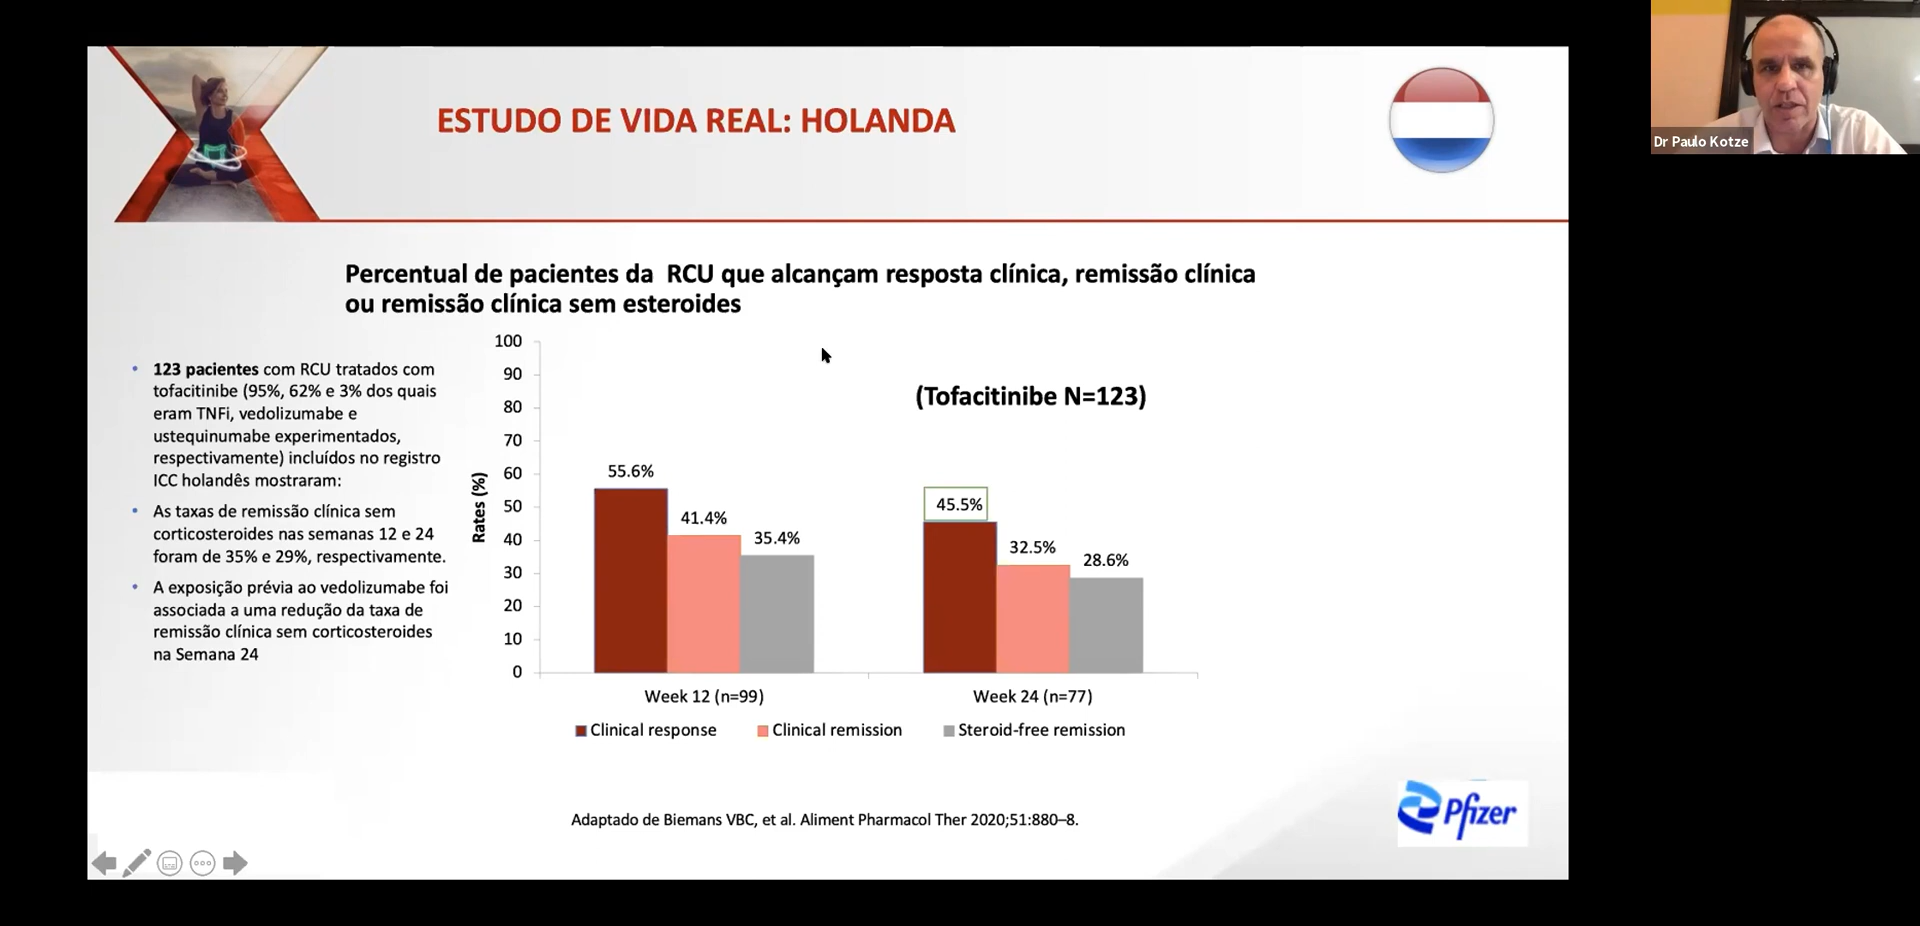 ESTUDO DE VIDA REAL: HOLANDA
Dr Paulo Kotze
Percentual de pacientes da  RCU que alcançam resposta clínica, remissão clínica
ou remissão clínica sem esteroides
• 123 pacientes com RCU tratados com
tofacitinibe (95%, 62% e 3% dos quais
eram TNFi, vedolizumabe e
ustequinumabe experimentados,
respectivamente) incluídos no registro
ICC holandês mostraram:
• As taxas de remissão clínica sem
corticosteroides nas semanas 12 e 24
foram de 35% e 29%, respectivamente.
• A exposição prévia ao vedolizumabe foi
associada a uma redução da taxa de
remissão clínica sem corticosteroides
na Semana 24
Rates (%)
100
90
80
70
60
50
40
30
20
10
0
(Tofacitinibe N=123)
55.6%
41.4%
35.4%
45.5%
32.5%
28.6%
Week 12 (n=99)
Week 24 (n=77)
Clinical response
Clinical remission
Steroid-free remission
Adaptado de Biemans VBC, et al. Aliment Pharmacol Ther 2020;51:880–8.
Pfizer